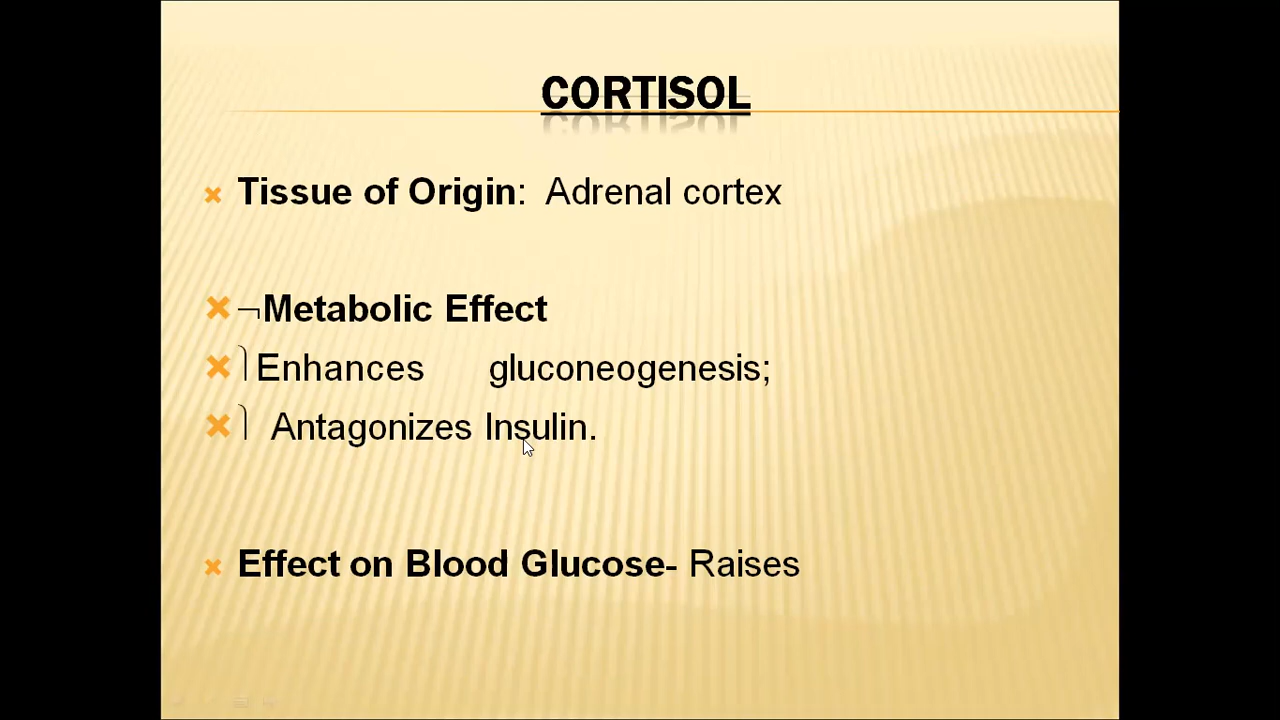 CORTISOL
Tissue of Origin: Adrenal cortex
¬Metabolic Effect
⎫Enhances gluconeogenesis;
⎫ Antagonizes Insulin.
Effect on Blood Glucose- Raises